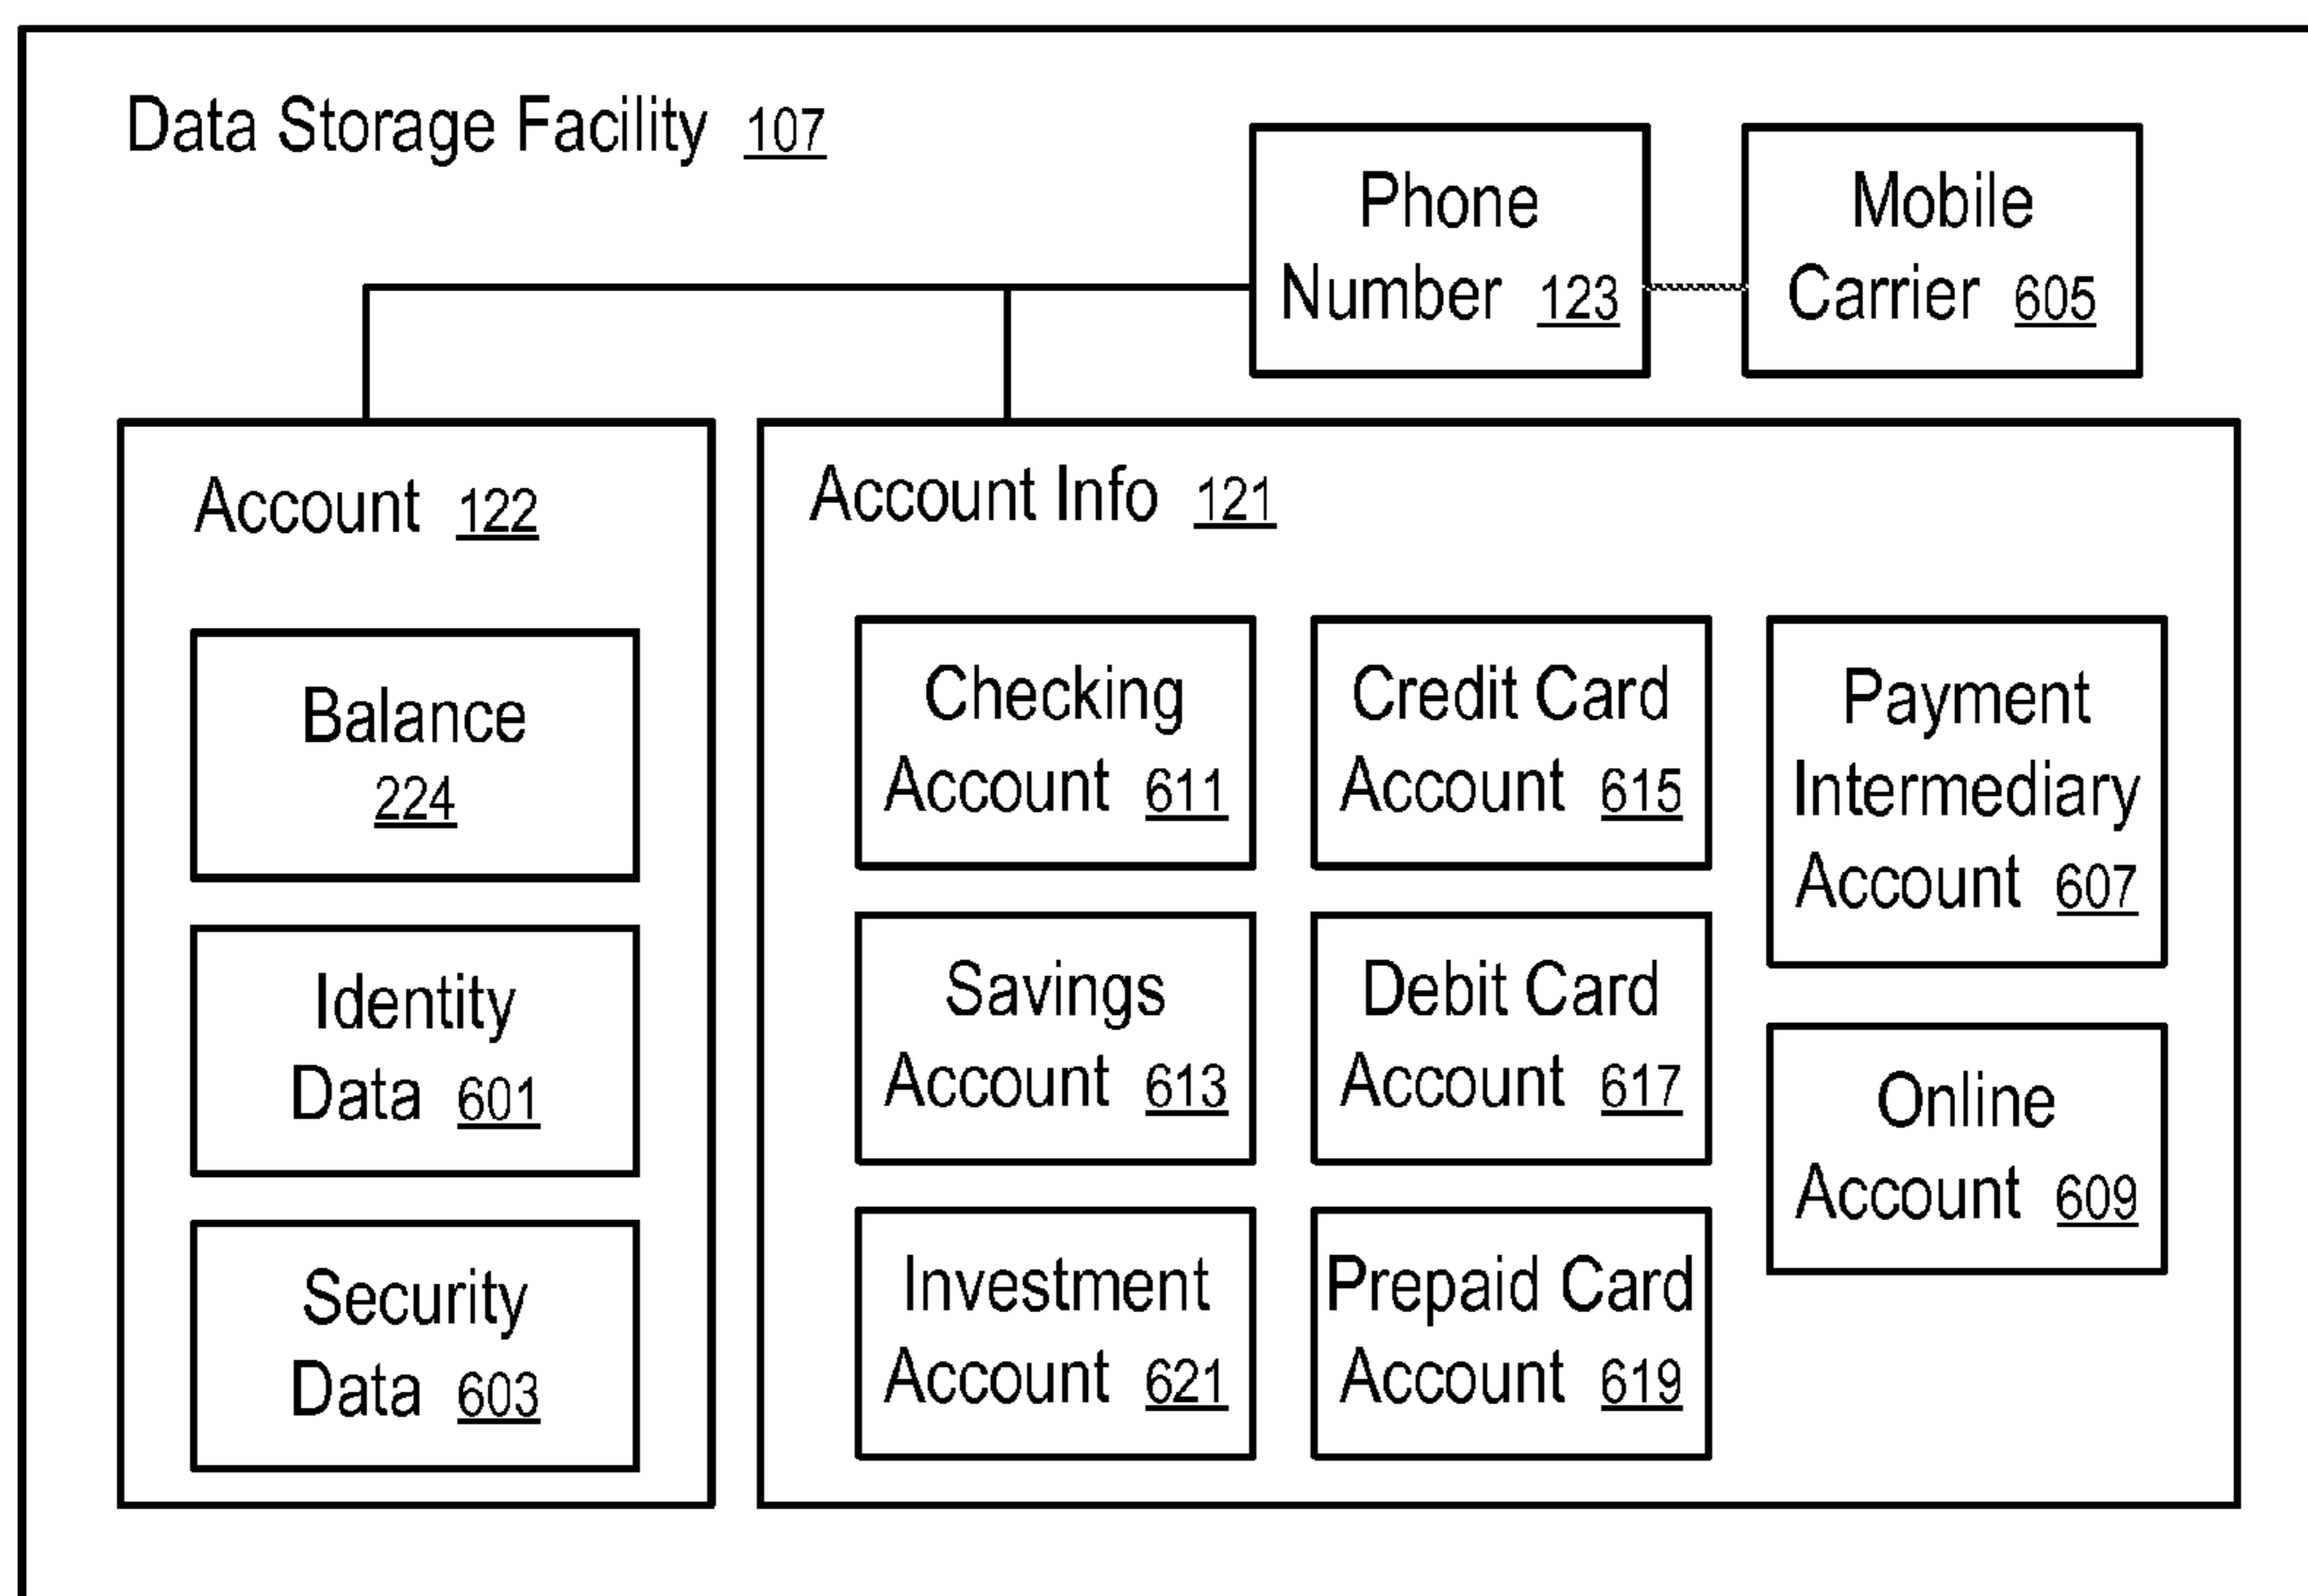 Data Storage Facility 107
Phone
Number 123
Mobile
Carrier 605
Account 122
Balance
224
Identity
Data 601
Security
Data 603
Account Info 121
Checking
Account 611
Credit Card
Account 615
Payment
Intermediary
Account 607
Savings
Account 613
Debit Card
Account 617
Online
Account 609
Investment
Account 621
Prepaid Card
Account 619